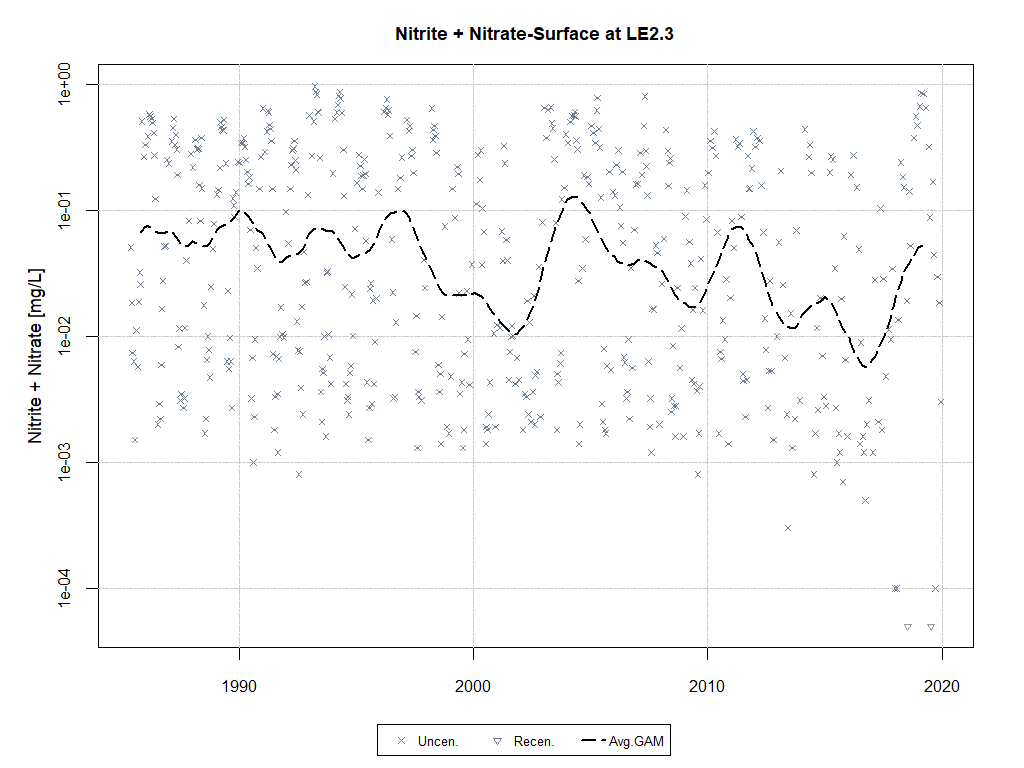 Nitrite + Nitrate-Surface at LE2.3
Nitrite + Nitrate [mg/L]
1e+00
1e-01
1e-02
1e-03
1e-04
1990 2000 2010 2020
Uncen. Recen. Avg.GAM